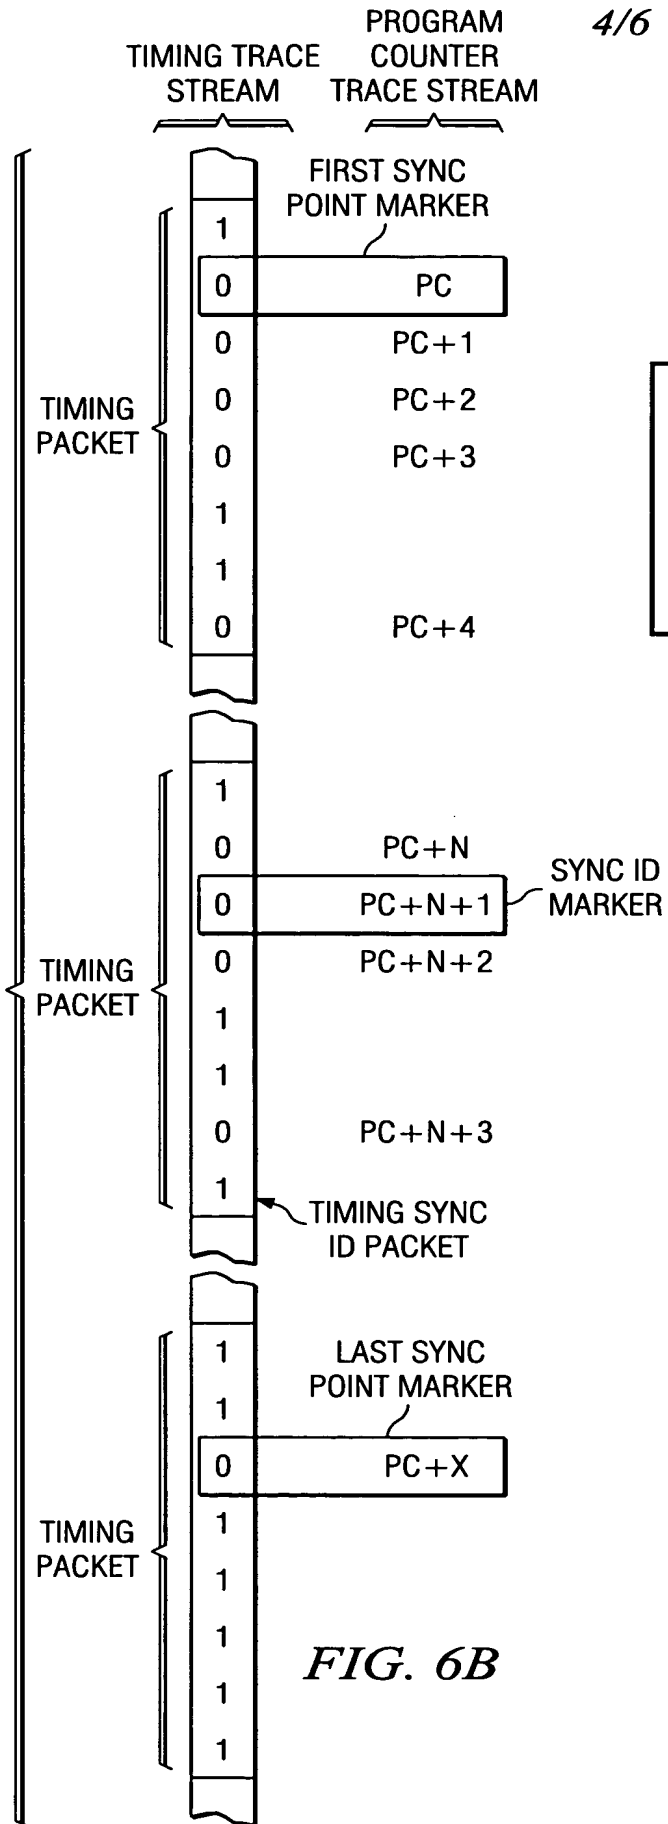 4/6
TIMING TRACE
STREAM
PROGRAM
COUNTER
TRACE STREAM
FIRST SYNC
POINT MARKER
1
0 PC
0 PC+1
0 PC+2
0 PC+3
1
1
0 PC+4
TIMING
PACKET
1
0 PC+N
0 PC+N+1
SYNC ID
MARKER
0 PC+N+2
1
1
0 PC+N+3
1
TIMING
PACKET
TIMING SYNC
ID PACKET
LAST SYNC
POINT MARKER
1
1
0 PC+X
1
1
1
1
1
TIMING
PACKET
FIG. 6B